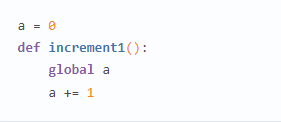 a = 0
def increment1():
    global a
    a += 1